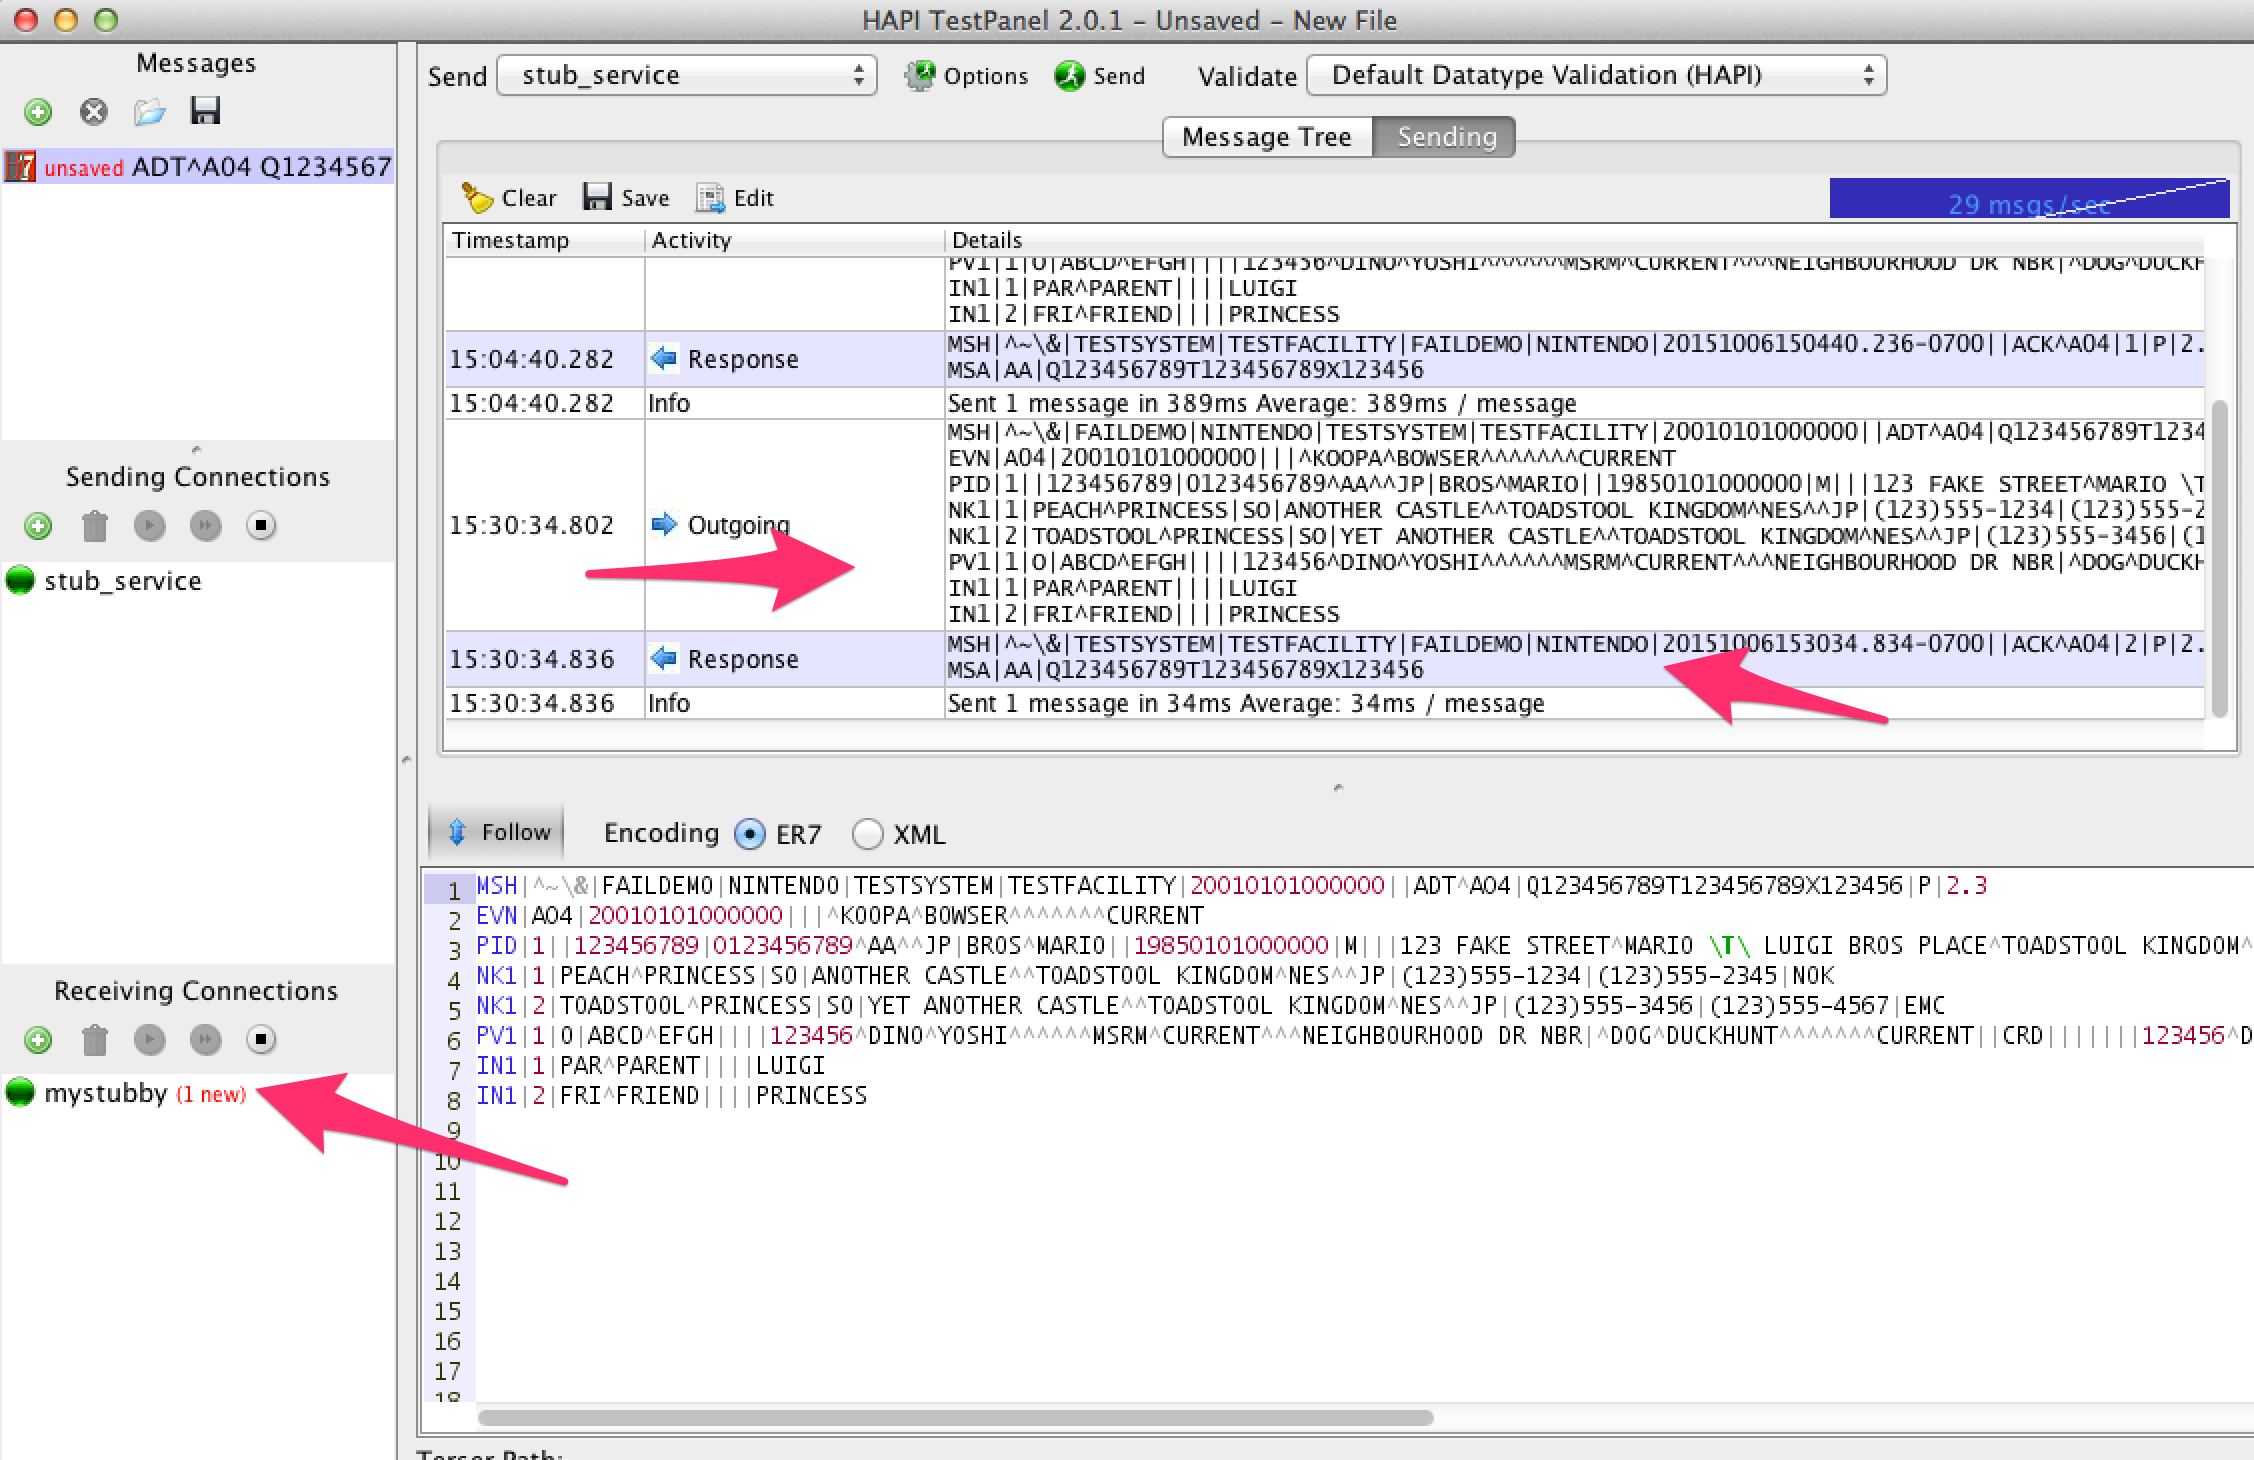 HAPI TestPanel 2.0.1 – Unsaved – New File
Messages
unsaved ADT^A04 Q1234567
Sending Connections
stub_service
Receiving Connections
mystubby (1 new)
Send stub_service Options Send Validate Default Datatype Validation (HAPI)
Message Tree Sending
Clear Save Edit 29 msgs/sec
Timestamp Activity Details
PV1|1|O|ABCD^EFGH||||123456^DINO^YOSHI^^^^^^MSRM^CURRENT^^^NEIGHBOURHOOD DR NBR|^DOG^DUCKH
IN1|1|PAR^PARENT||||LUIGI
IN1|2|FRI^FRIEND||||PRINCESS
15:04:40.282 Response
MSH|^~\&|TESTSYSTEM|TESTFACILITY|FAILDEMO|NINTENDO|20151006150440.236-0700||ACK^A04|1|P|2.
MSA|AA|Q123456789T123456789X123456
15:04:40.282 Info Sent 1 message in 389ms Average: 389ms / message
15:30:34.802 Outgoing
MSH|^~\&|FAILDEMO|NINTENDO|TESTSYSTEM|TESTFACILITY|20010101000000||ADT^A04|Q123456789T1234
EVN|A04|20010101000000|||^KOOPA^BOWSER^^^^^^^CURRENT
PID|1||123456789|0123456789^AA^^JP|BROS^MARIO||19850101000000|M|||123 FAKE STREET^MARIO \T
NK1|1|PEACH^PRINCESS|SO|ANOTHER CASTLE^^TOADSTOOL KINGDOM^NES^^JP|(123)555-1234|(123)555-2
NK1|2|TOADSTOOL^PRINCESS|SO|YET ANOTHER CASTLE^^TOADSTOOL KINGDOM^NES^^JP|(123)555-3456|(1
PV1|1|O|ABCD^EFGH||||123456^DINO^YOSHI^^^^^^MSRM^CURRENT^^^NEIGHBOURHOOD DR NBR|^DOG^DUCKH
IN1|1|PAR^PARENT||||LUIGI
IN1|2|FRI^FRIEND||||PRINCESS
15:30:34.836 Response
MSH|^~\&|TESTSYSTEM|TESTFACILITY|FAILDEMO|NINTENDO|20151006153034.834-0700||ACK^A04|2|P|2.
MSA|AA|Q123456789T123456789X123456
15:30:34.836 Info Sent 1 message in 34ms Average: 34ms / message
Follow Encoding ER7 XML
1 MSH|^~\&|FAILDEMO|NINTENDO|TESTSYSTEM|TESTFACILITY|20010101000000||ADT^A04|Q123456789T123456789X123456|P|2.3
2 EVN|A04|20010101000000|||^KOOPA^BOWSER^^^^^^^CURRENT
3 PID|1||123456789|0123456789^AA^^JP|BROS^MARIO||19850101000000|M|||123 FAKE STREET^MARIO \T\ LUIGI BROS PLACE^TOADSTOOL KINGDOM^
4 NK1|1|PEACH^PRINCESS|SO|ANOTHER CASTLE^^TOADSTOOL KINGDOM^NES^^JP|(123)555-1234|(123)555-2345|NOK
5 NK1|2|TOADSTOOL^PRINCESS|SO|YET ANOTHER CASTLE^^TOADSTOOL KINGDOM^NES^^JP|(123)555-3456|(123)555-4567|EMC
6 PV1|1|O|ABCD^EFGH||||123456^DINO^YOSHI^^^^^^MSRM^CURRENT^^^NEIGHBOURHOOD DR NBR|^DOG^DUCKHUNT^^^^^^^CURRENT||CRD|||||||123456^D
7 IN1|1|PAR^PARENT||||LUIGI
8 IN1|2|FRI^FRIEND||||PRINCESS
9
10
11
12
13
14
15
16
17
18
Terser Path: